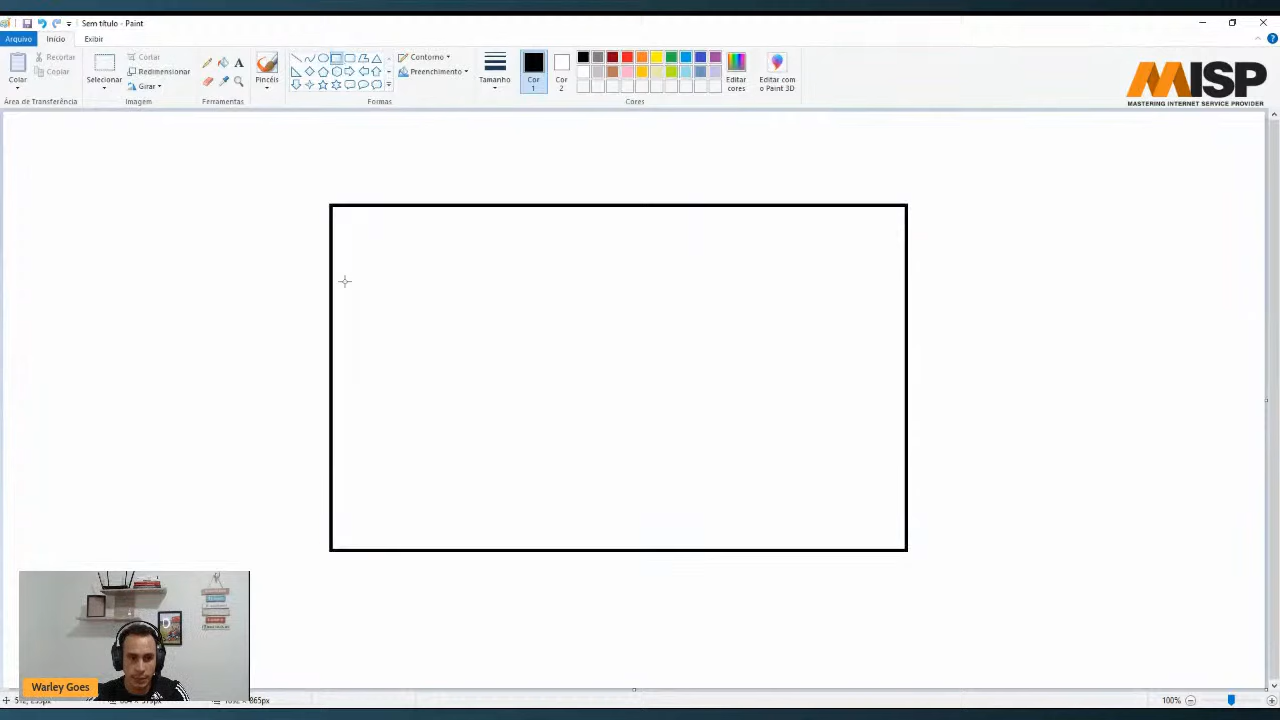 Sem título - Paint
Arquivo Início Exibir
Colar
Recortar
Copiar
Área de Transferência
Selecionar
Cortar
Redimensionar
Girar
Imagem
A
Ferramentas
Pincéis
Formas
Contorno
Preenchimento
Tamanho
Cor
1
Cor
2
Cores
Editar
cores
Editar com
o Paint 3D
MISP
MASTERING INTERNET SERVICE PROVIDER
Warley Goes
100%